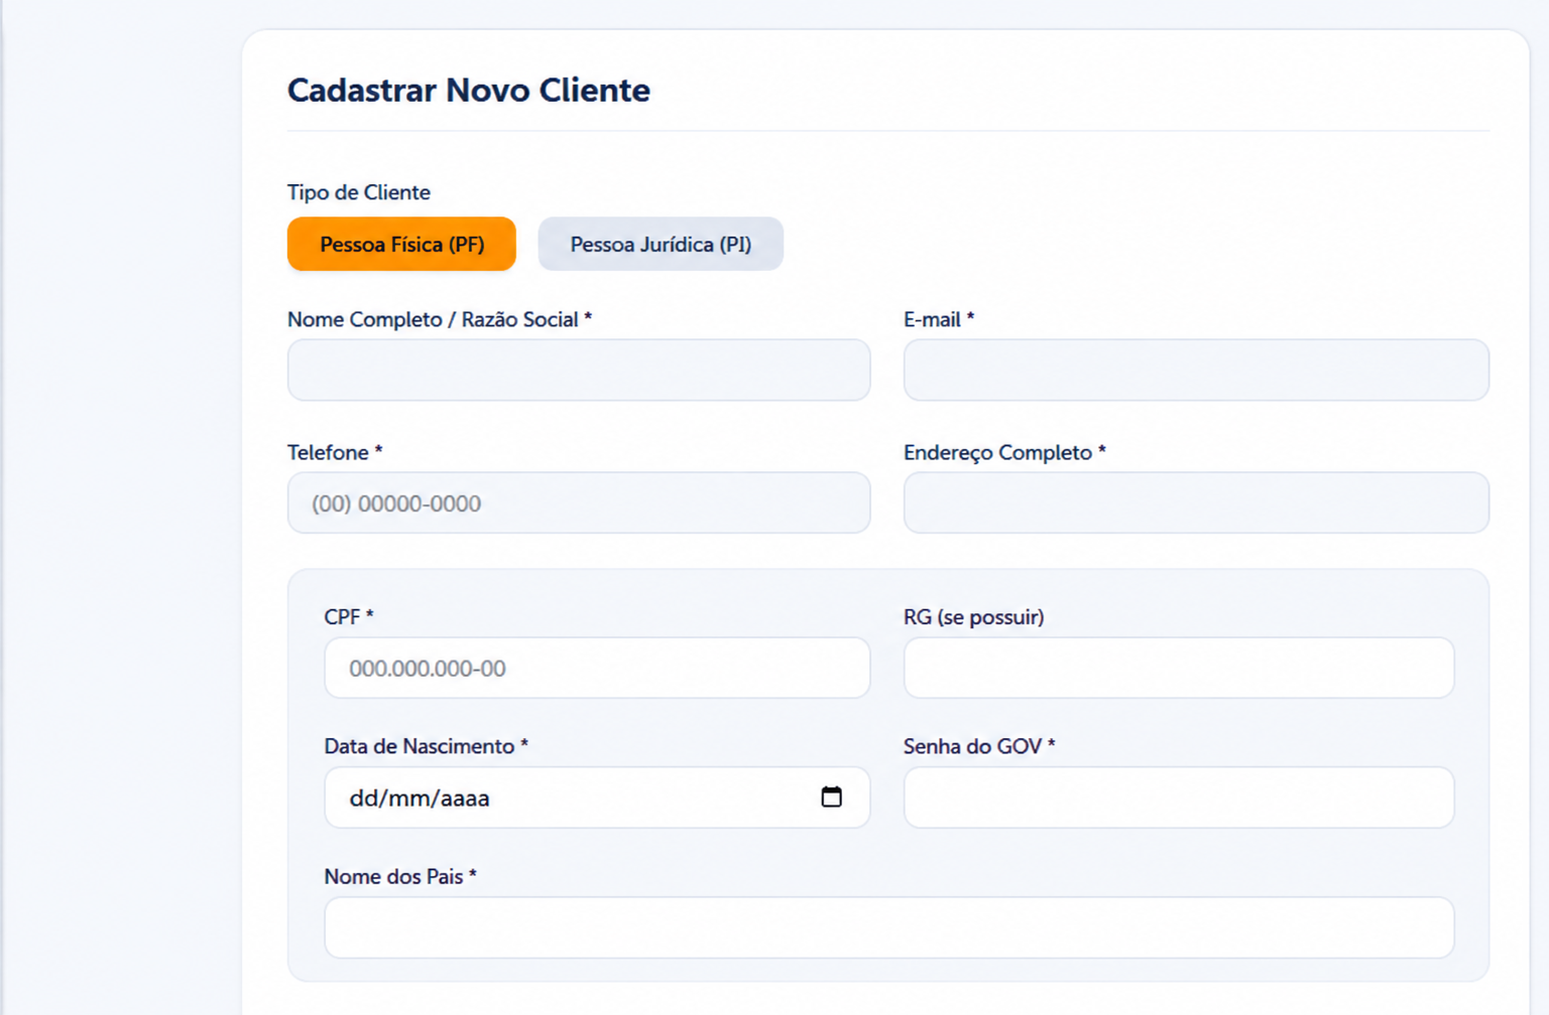 Cadastrar Novo Cliente
Tipo de Cliente
Pessoa Física (PF) Pessoa Jurídica (PJ)
Nome Completo / Razão Social * E-mail *
Telefone * Endereço Completo *
(00) 00000-0000
CPF * RG (se possuir)
000.000.000-00
Data de Nascimento * Senha do GOV *
dd/mm/aaaa
Nome dos Pais *